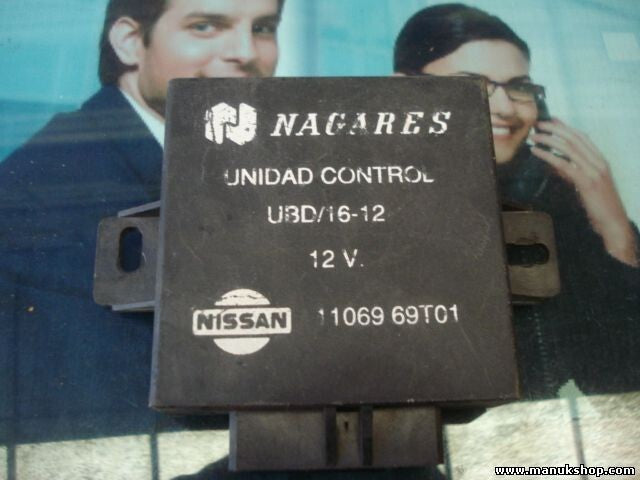 NAGARES
UNIDAD CONTROL
UBD/16-12
12 V.
NISSAN 11069 69T01
www.manukshop.com